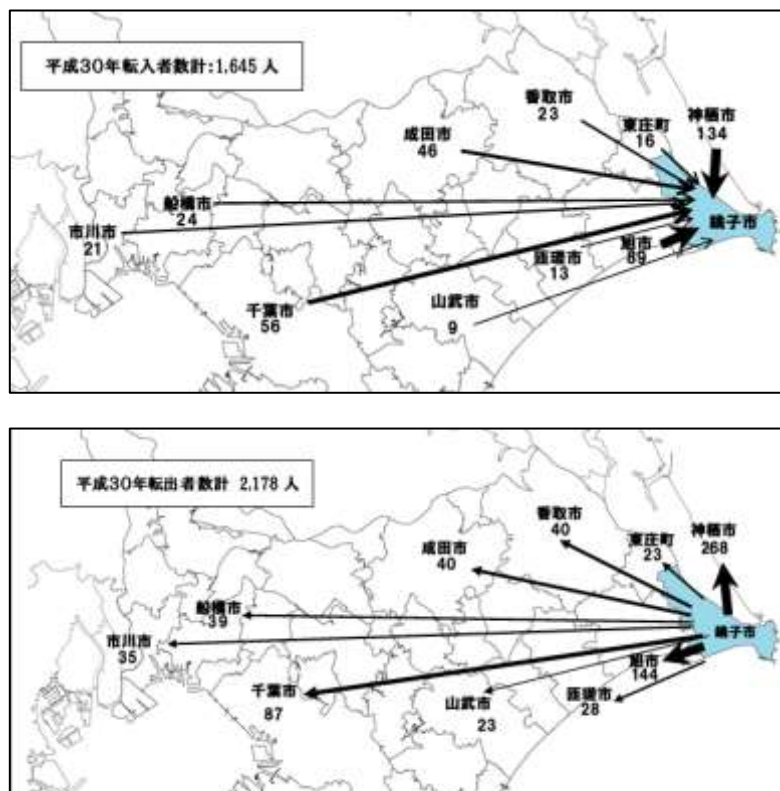 平成30年転入者数計:1,645 人
香取市
23
東庄町
16
神栖市
134
成田市
46
船橋市
24
市川市
21
銚子市
旭市
69
匝瑳市
13
千葉市
56
山武市
9
平成30年転出者数計 2,178 人
香取市
40
東庄町
23
神栖市
268
成田市
40
船橋市
39
市川市
35
銚子市
旭市
144
千葉市
87
山武市
23
匝瑳市
28